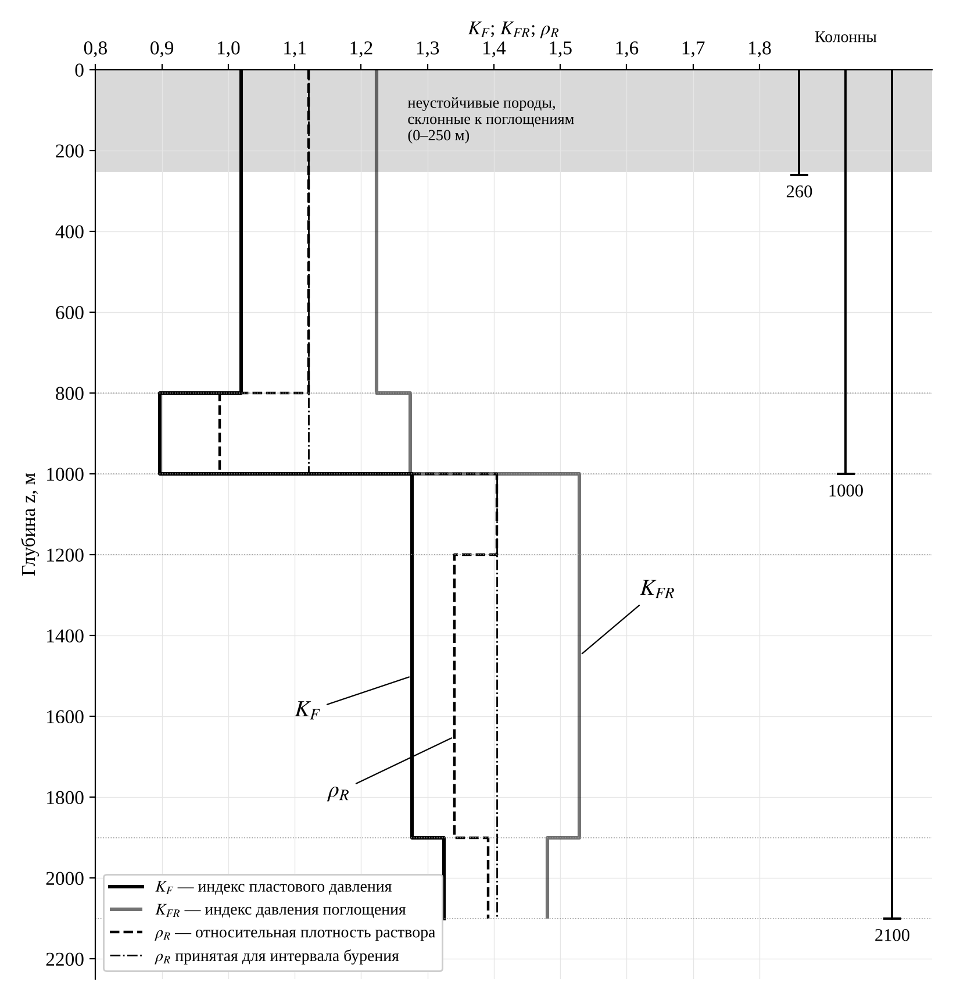 K_F; K_FR; ρ_R
Колонны
0,8 0,9 1,0 1,1 1,2 1,3 1,4 1,5 1,6 1,7 1,8
0
неустойчивые породы,
склонные к поглощениям
(0–250 м)
200
260
400
600
800
1000
1000
Глубина z, м
1200
K_FR
1400
K_F
1600
ρ_R
1800
2000
K_F — индекс пластового давления
K_FR — индекс давления поглощения
ρ_R — относительная плотность раствора
2100
ρ_R принятая для интервала бурения
2200